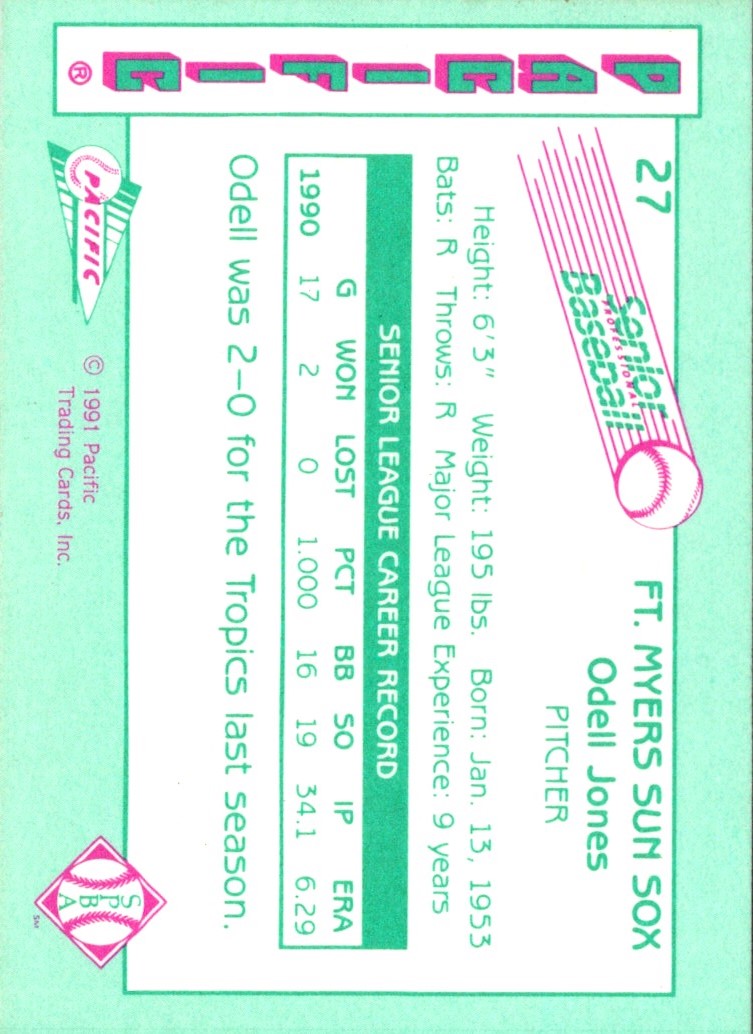 PACIFIC®
27
Senior
PROFESSIONAL
Baseball
FT. MYERS SUN SOX
Odell Jones
PITCHER
Height: 6'3" Weight: 195 lbs. Born: Jan. 13, 1953
Bats: R Throws: R Major League Experience: 9 years
SENIOR LEAGUE CAREER RECORD
G WON LOST PCT BB SO IP ERA
1990 17 2 0 1.000 16 19 34.1 6.29
Odell was 2-0 for the Tropics last season.
PACIFIC
© 1991 Pacific
Trading Cards, Inc.
S
P
B
A
SM